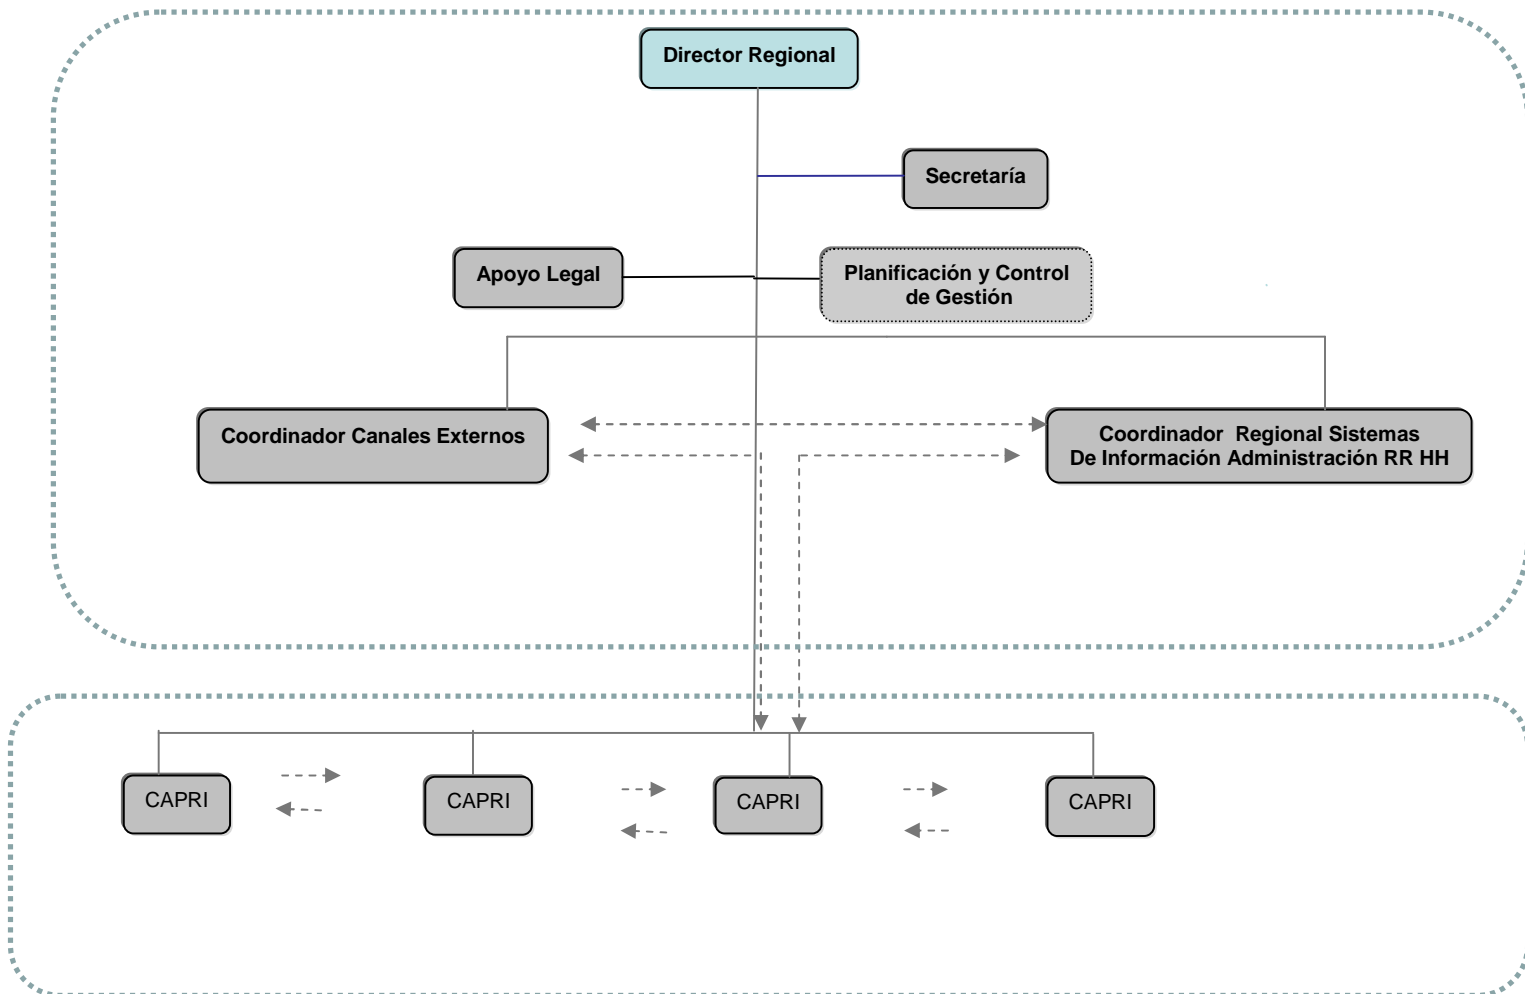 Director Regional
Secretaría
Apoyo Legal
Planificación y Control
de Gestión
Coordinador Canales Externos
Coordinador Regional Sistemas
De Información Administración RR HH
CAPRI
CAPRI
CAPRI
CAPRI